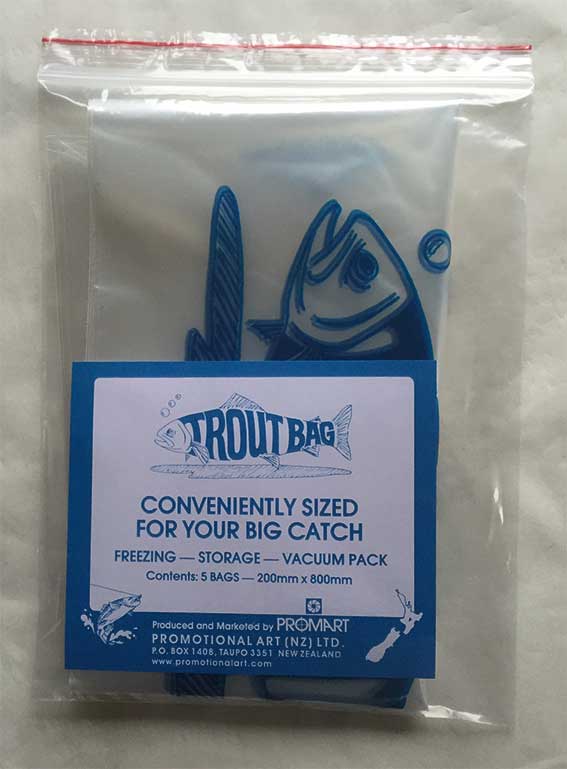 TROUT BAG
CONVENIENTLY SIZED
FOR YOUR BIG CATCH
FREEZING — STORAGE — VACUUM PACK
Contents: 5 BAGS — 200mm x 800mm
Produced and Marketed by PROMART
PROMOTIONAL ART (NZ) LTD.
P.O. BOX 1408, TAUPO 3351 NEW ZEALAND
www.promotionalart.com